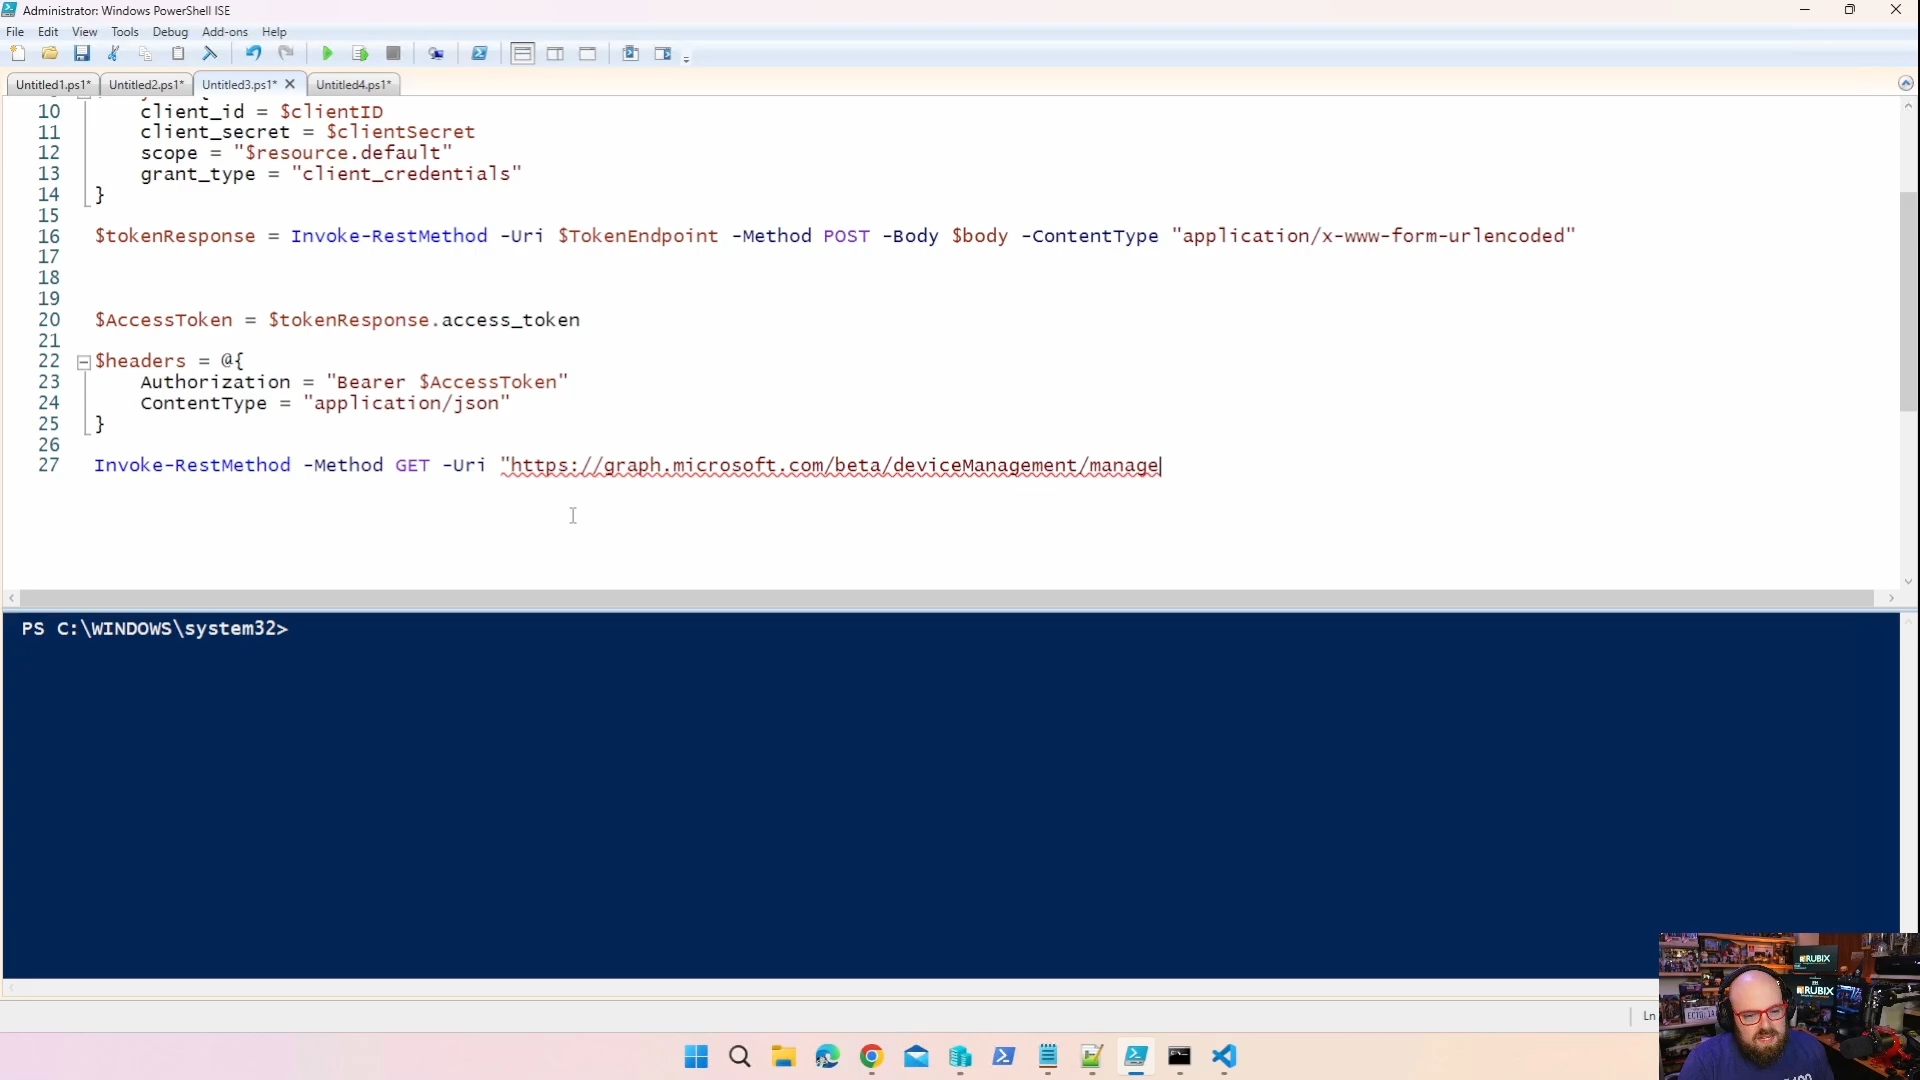 Administrator: Windows PowerShell ISE
File Edit View Tools Debug Add-ons Help
Untitled1.ps1* Untitled2.ps1* Untitled3.ps1* Untitled4.ps1*
10 client_id = $clientID
11 client_secret = $clientSecret
12 scope = "$resource.default"
13 grant_type = "client_credentials"
14 }
15
16 $tokenResponse = Invoke-RestMethod -Uri $TokenEndpoint -Method POST -Body $body -ContentType "application/x-www-form-urlencoded"
17
18
19
20 $AccessToken = $tokenResponse.access_token
21
22 $headers = @{
23 Authorization = "Bearer $AccessToken"
24 ContentType = "application/json"
25 }
26
27 Invoke-RestMethod -Method GET -Uri "https://graph.microsoft.com/beta/deviceManagement/manage
PS C:\WINDOWS\system32>
Ln
RUBIX
RUBIX